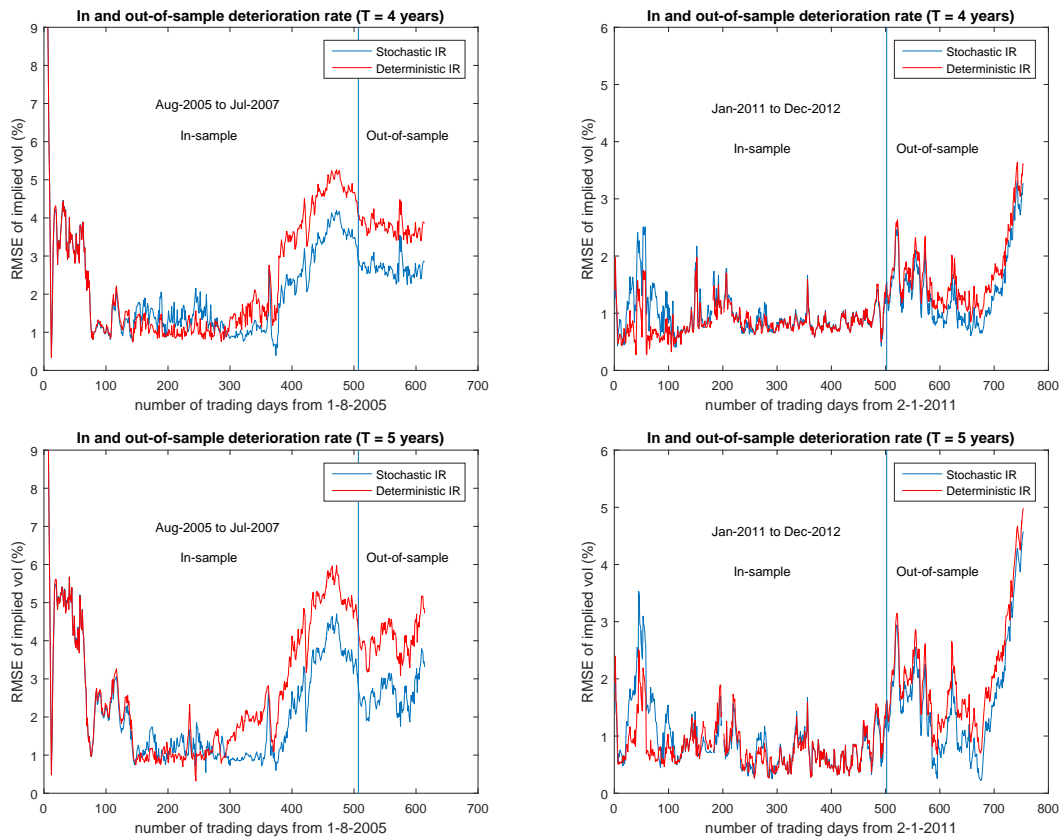 In and out-of-sample deterioration rate (T = 4 years)
9
8
7
6
5
4
3
2
1
0
RMSE of implied vol (%)
Stochastic IR
Deterministic IR
Aug-2005 to Jul-2007
In-sample
Out-of-sample
0 100 200 300 400 500 600 700
number of trading days from 1-8-2005
In and out-of-sample deterioration rate (T = 4 years)
6
5
4
3
2
1
0
RMSE of implied vol (%)
Stochastic IR
Deterministic IR
Jan-2011 to Dec-2012
In-sample
Out-of-sample
0 100 200 300 400 500 600 700 800
number of trading days from 2-1-2011
In and out-of-sample deterioration rate (T = 5 years)
9
8
7
6
5
4
3
2
1
0
RMSE of implied vol (%)
Stochastic IR
Deterministic IR
Aug-2005 to Jul-2007
In-sample
Out-of-sample
0 100 200 300 400 500 600 700
number of trading days from 1-8-2005
In and out-of-sample deterioration rate (T = 5 years)
6
5
4
3
2
1
0
RMSE of implied vol (%)
Stochastic IR
Deterministic IR
Jan-2011 to Dec-2012
In-sample
Out-of-sample
0 100 200 300 400 500 600 700 800
number of trading days from 2-1-2011